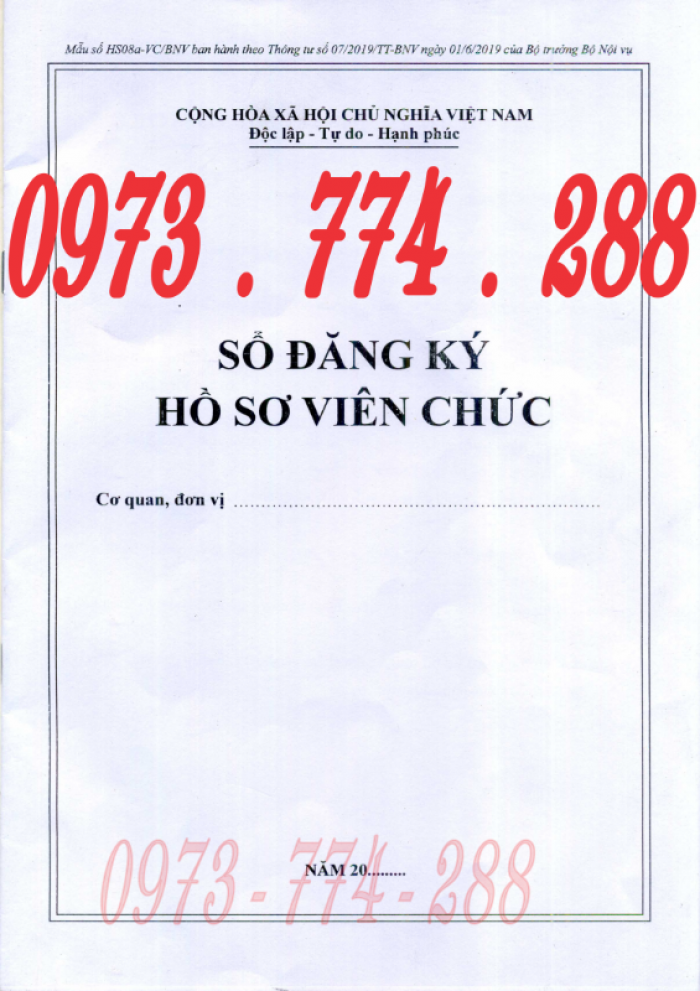 Mẫu số HS08a-VC/BNV ban hành theo Thông tư số 07/2019/TT-BNV ngày 01/6/2019 của Bộ trưởng Bộ Nội vụ
CỘNG HÒA XÃ HỘI CHỦ NGHĨA VIỆT NAM
Độc lập - Tự do - Hạnh phúc
0973 . 774 . 288
SỔ ĐĂNG KÝ
HỒ SƠ VIÊN CHỨC
Cơ quan, đơn vị ........................................................................
NĂM 20.........
0973-774-288